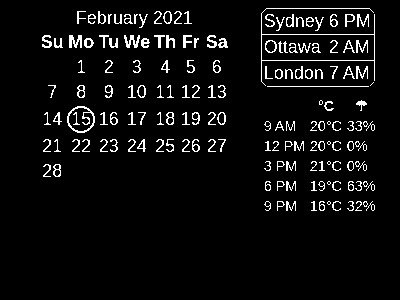 February 2021
Su Mo Tu We Th Fr Sa
1 2 3 4 5 6
7 8 9 10 11 12 13
14 15 16 17 18 19 20
21 22 23 24 25 26 27
28
Sydney 6 PM
Ottawa 2 AM
London 7 AM
°C ☂
9 AM 20°C 33%
12 PM 20°C 0%
3 PM 21°C 0%
6 PM 19°C 63%
9 PM 16°C 32%